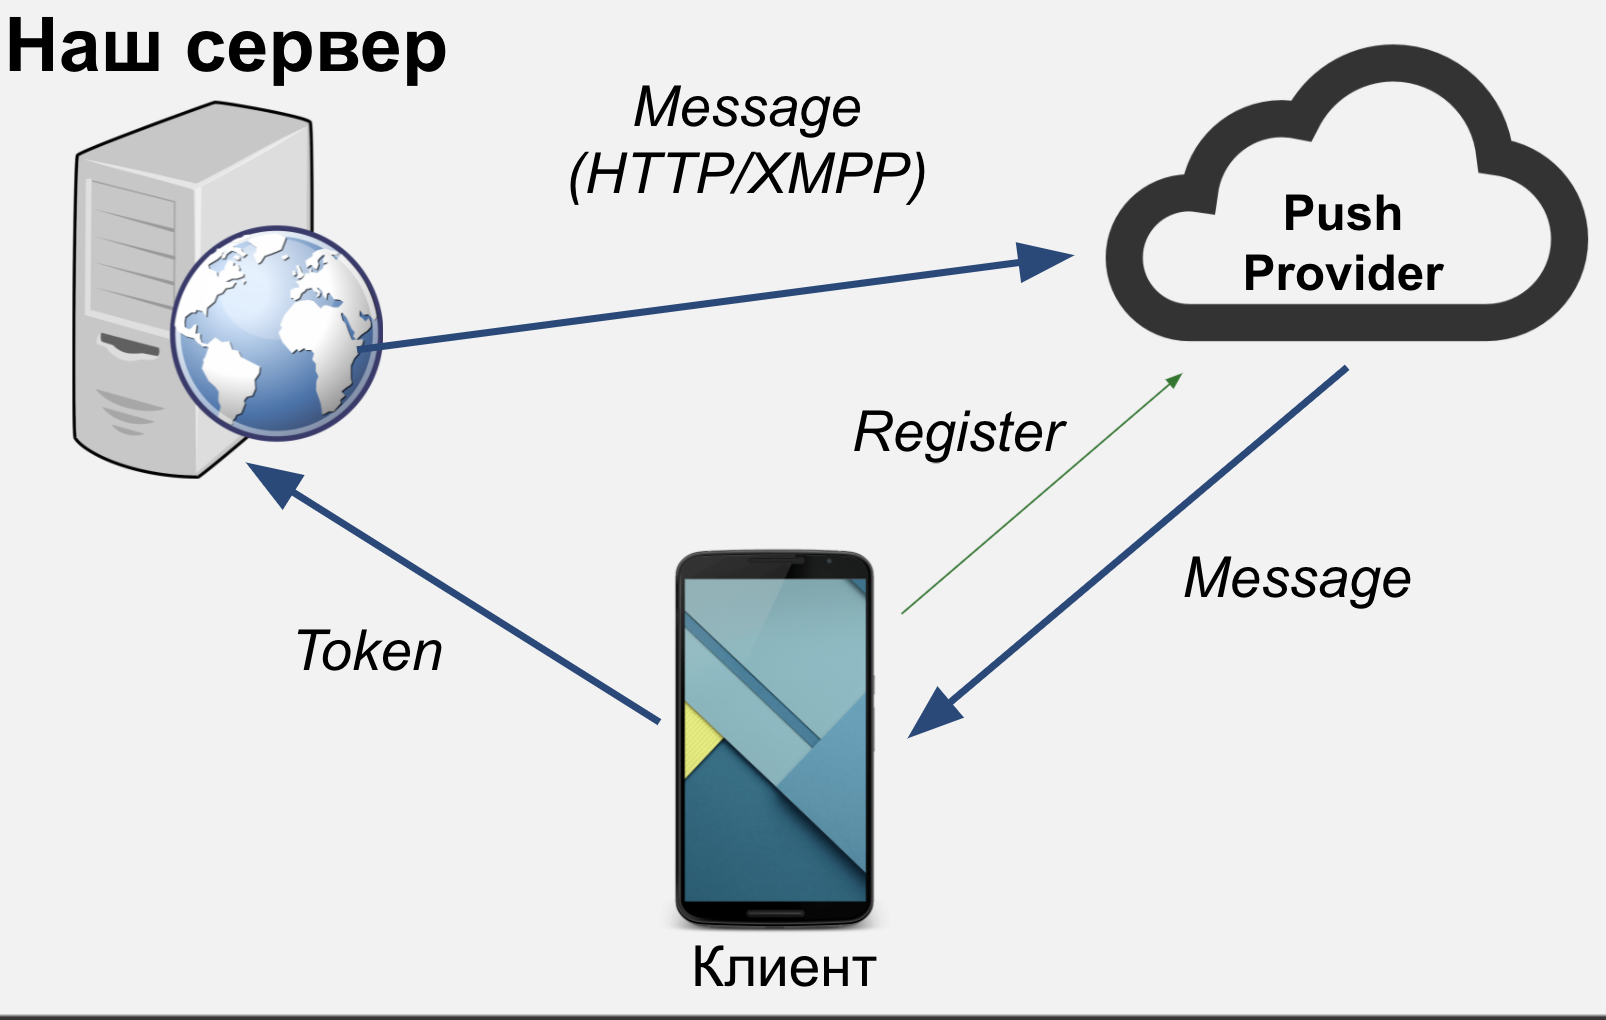 Наш сервер
Message
(HTTP/XMPP)
Push
Provider
Register
Message
Token
Клиент